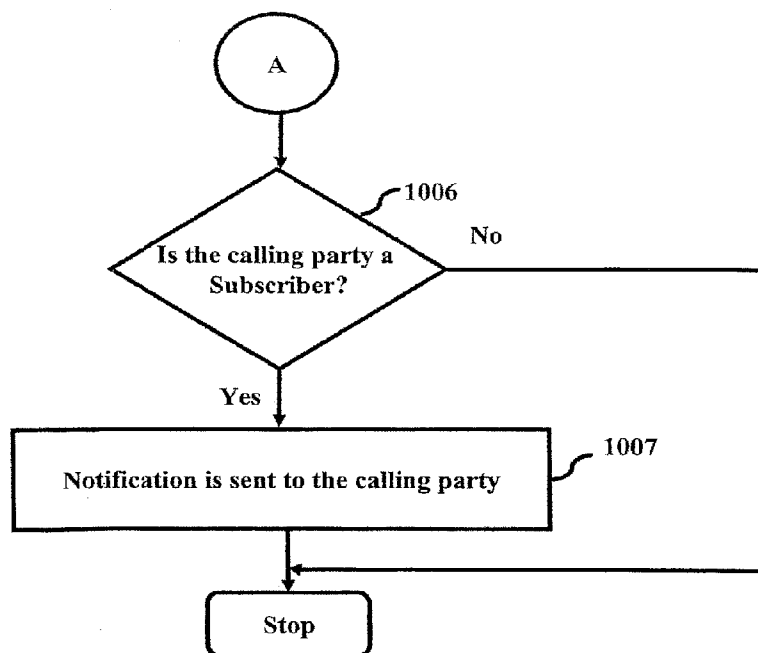 A
1006
No
Is the calling party a
Subscriber?
Yes
1007
Notification is sent to the calling party
Stop